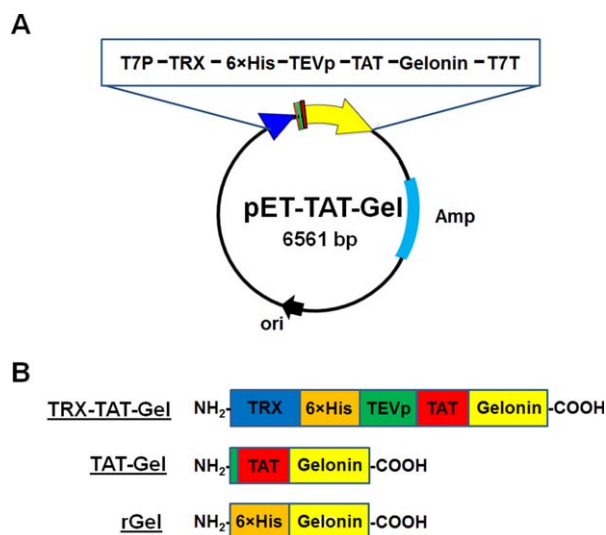 A
T7P –TRX – 6×His –TEVp – TAT – Gelonin – T7T
pET-TAT-Gel
6561 bp
Amp
ori
B
TRX-TAT-Gel NH₂- TRX 6×His TEVp TAT Gelonin -COOH
TAT-Gel NH₂- TAT Gelonin -COOH
rGel NH₂- 6×His Gelonin -COOH